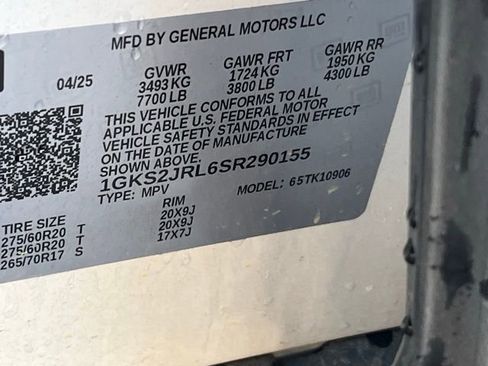 MFD BY GENERAL MOTORS LLC
04/25 GVWR GAWR FRT GAWR RR
3493 KG 1724 KG 1950 KG
7700 LB 3800 LB 4300 LB
THIS VEHICLE CONFORMS TO ALL
APPLICABLE U.S. FEDERAL MOTOR
VEHICLE SAFETY STANDARDS IN EFFECT
ON THE DATE OF MANUFACTURE
SHOWN ABOVE.
1GKS2JRL6SR290155
TYPE: MPV MODEL: 65TK10906
TIRE SIZE RIM
275/60R20 T 20X9J
275/60R20 T 20X9J
265/70R17 S 17X7J